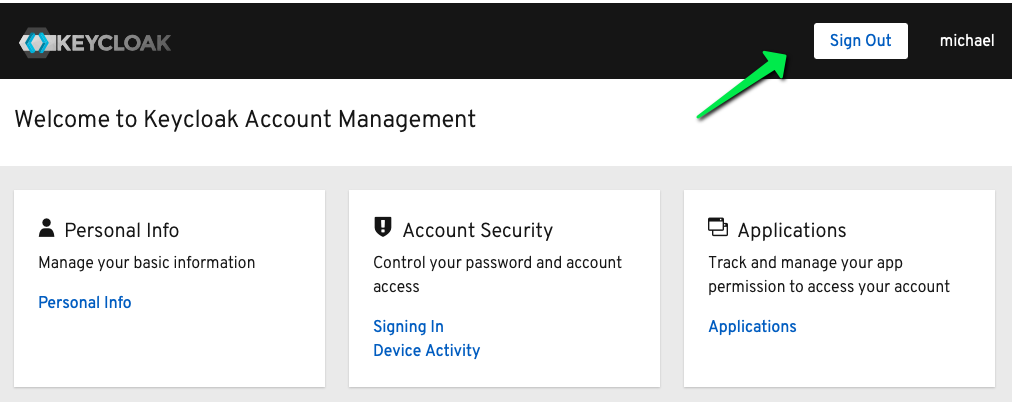 KEYCLOAK
Sign Out
michael
Welcome to Keycloak Account Management
Personal Info
Manage your basic information
Personal Info
Account Security
Control your password and account
access
Signing In
Device Activity
Applications
Track and manage your app
permission to access your account
Applications